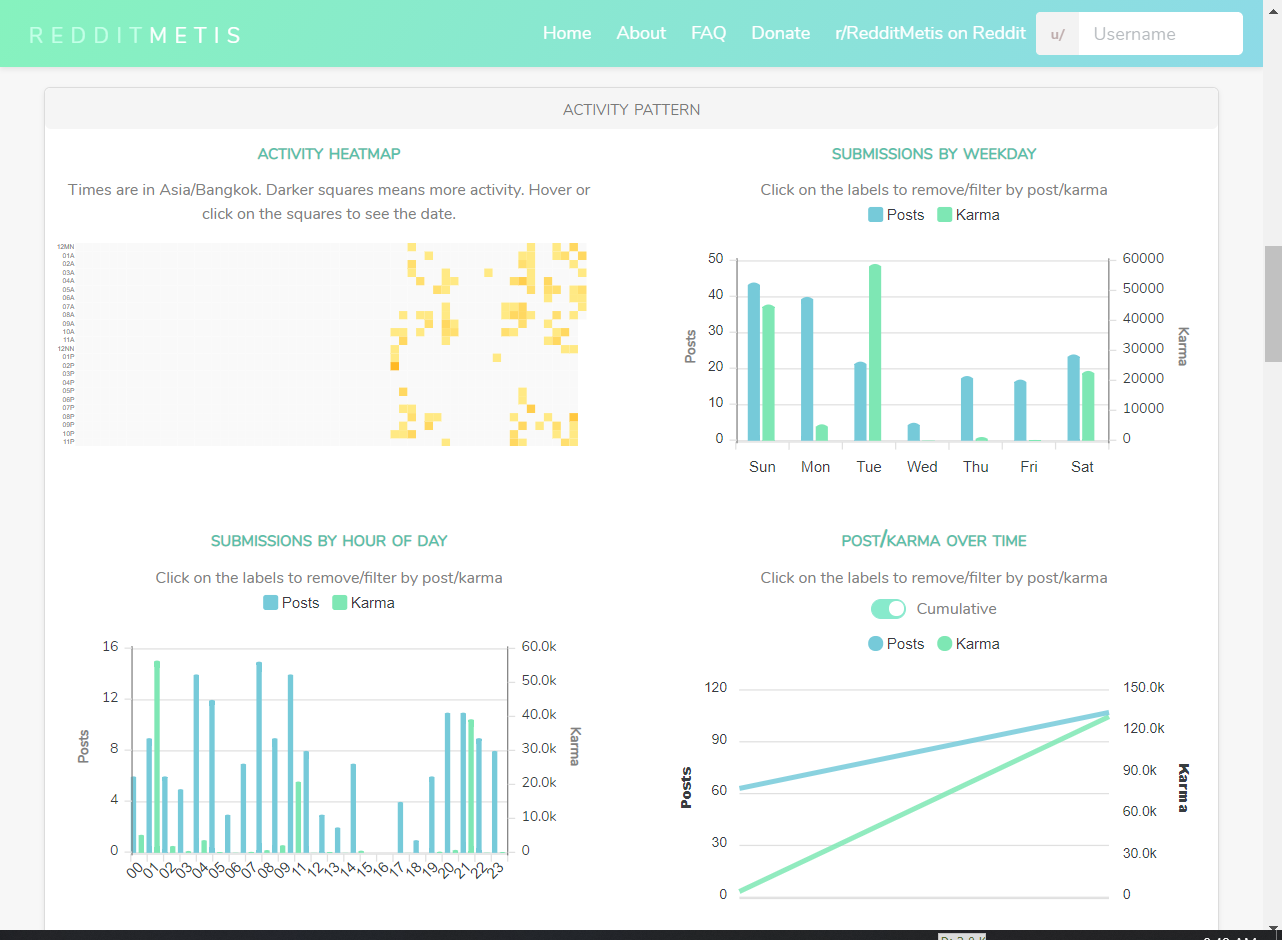 REDDITMETIS
Home About FAQ Donate r/RedditMetis on Reddit u/ Username
ACTIVITY PATTERN
ACTIVITY HEATMAP
Times are in Asia/Bangkok. Darker squares means more activity. Hover or
click on the squares to see the date.
12MN
01A
02A
03A
04A
05A
06A
07A
08A
09A
10A
11A
12NN
01P
02P
03P
04P
05P
06P
07P
08P
09P
10P
11P
SUBMISSIONS BY WEEKDAY
Click on the labels to remove/filter by post/karma
Posts Karma
50 60000
50000
40 40000
30 30000
20 20000
10 10000
0 0
Posts
Karma
Sun Mon Tue Wed Thu Fri Sat
SUBMISSIONS BY HOUR OF DAY
Click on the labels to remove/filter by post/karma
Posts Karma
16 60.0k
50.0k
12 40.0k
8 30.0k
20.0k
4 10.0k
0 0
Posts
Karma
00 01 02 03 04 05 06 07 08 09 11 12 13 14 15 16 17 18 19 20 21 22 23
POST/KARMA OVER TIME
Click on the labels to remove/filter by post/karma
Cumulative
Posts Karma
120 150.0k
120.0k
90 90.0k
60 60.0k
30 30.0k
0 0
Posts
Karma